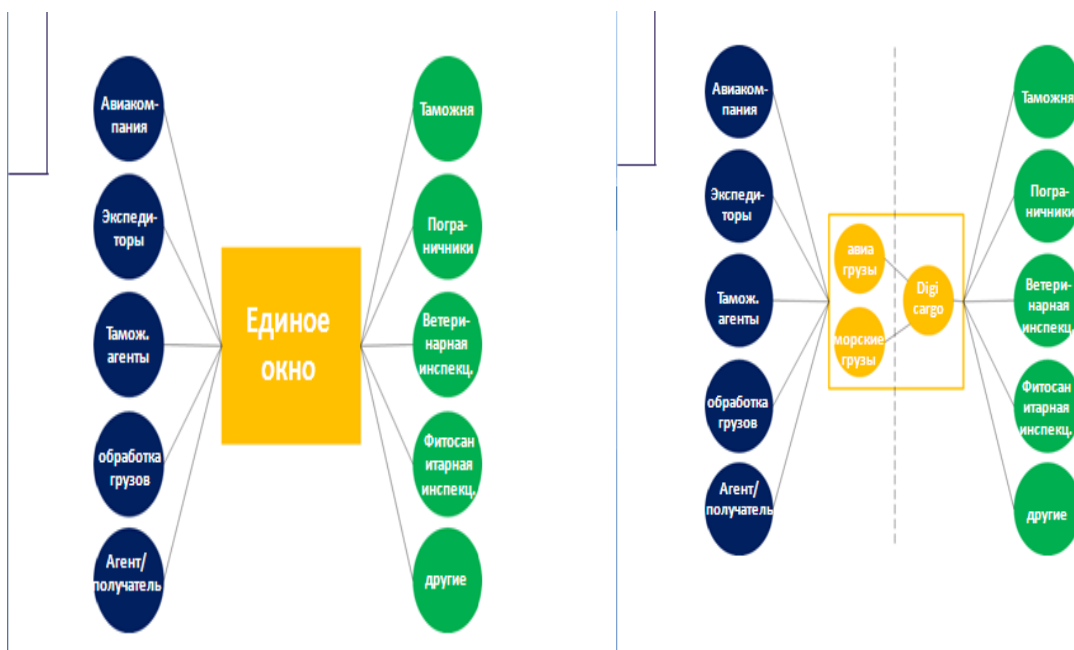 Авиаком-
пания
Экспеди-
торы
Тамож.
агенты
обработка
грузов
Агент/
получатель
Единое
окно
Таможня
Погра-
ничники
Ветери-
нарная
инспекц.
Фитосан
итарная
инспекц.
другие
Авиаком-
пания
Экспеди-
торы
Тамож.
агенты
обработка
грузов
Агент/
получатель
авиа
грузы
морские
грузы
Digi
cargo
Таможня
Погра-
ничники
Ветери-
нарная
инспекц.
Фитосан
итарная
инспекц.
другие